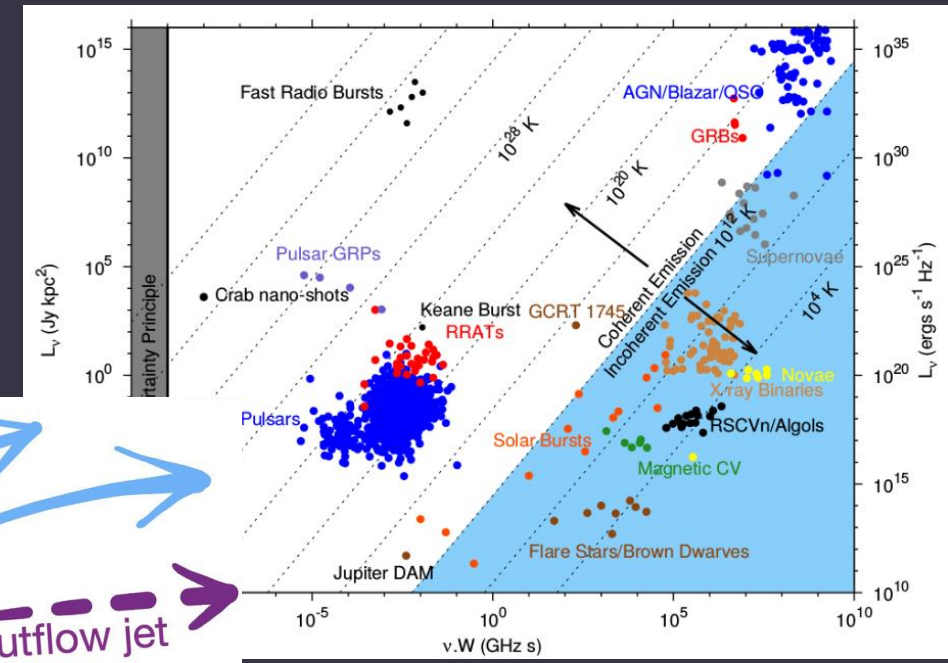 10^15
10^10
10^5
10^0
L_ν (Jy kpc^2)
Fast Radio Bursts
Pulsar GRPs
Crab nano-shots
Keane Burst
GCRT 1745
RRATs
Pulsars
Jupiter DAM
AGN/Blazar/QSO
GRBs
10^28 K
10^20 K
Coherent Emission
Incoherent Emission 10^12 K
10^4 K
Supernovae
Novae
X-ray Binaries
RSCVn/Algols
Solar Bursts
Magnetic CV
Flare Stars/Brown Dwarves
10^35
10^30
10^25
10^20
10^15
10^10
L_ν (ergs s^-1 Hz^-1)
10^-5
10^0
10^5
10^10
ν.W (GHz s)
Principle
jet